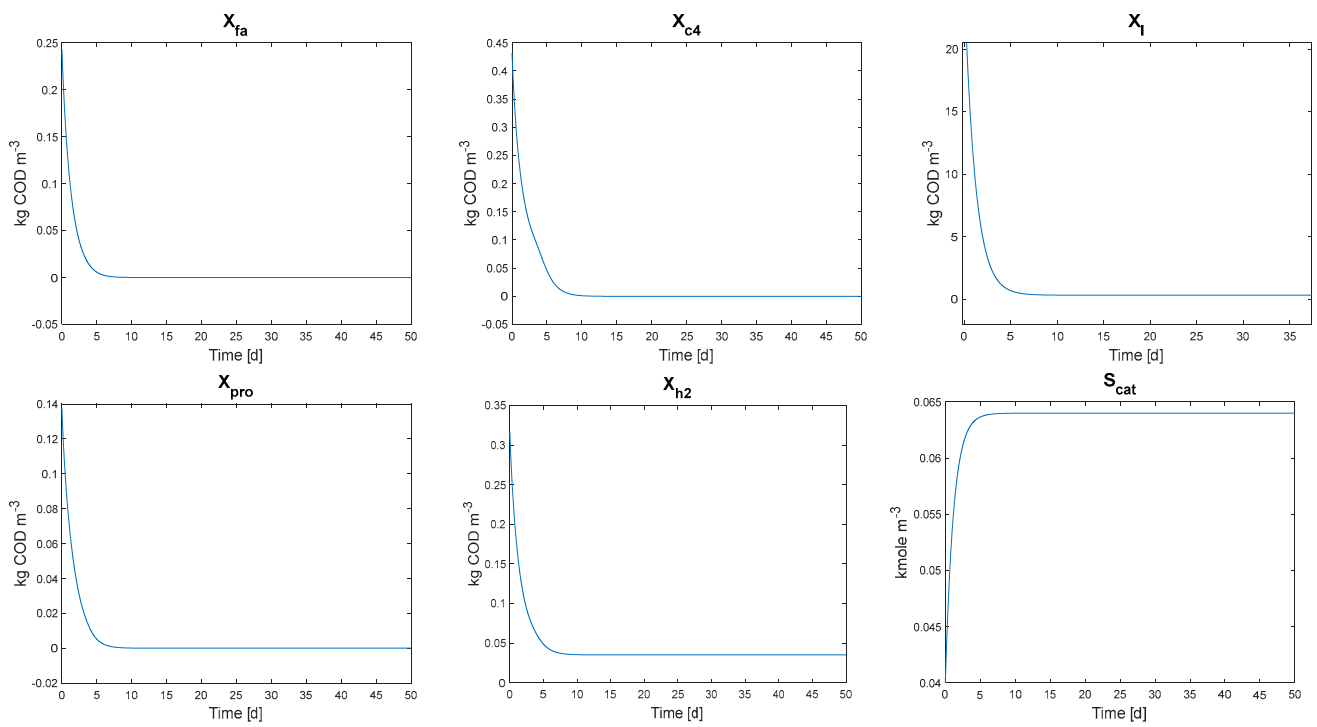 X_fa
0.25
0.2
0.15
0.1
0.05
0
-0.05
kg COD m^-3
0 5 10 15 20 25 30 35 40 45 50
Time [d]
X_c4
0.45
0.4
0.35
0.3
0.25
0.2
0.15
0.1
0.05
0
-0.05
kg COD m^-3
0 5 10 15 20 25 30 35 40 45 50
Time [d]
X_I
20
15
10
5
0
kg COD m^-3
0 5 10 15 20 25 30 35
Time [d]
X_pro
0.14
0.12
0.1
0.08
0.06
0.04
0.02
0
-0.02
kg COD m^-3
0 5 10 15 20 25 30 35 40 45 50
Time [d]
X_h2
0.35
0.3
0.25
0.2
0.15
0.1
0.05
0
kg COD m^-3
0 5 10 15 20 25 30 35 40 45 50
Time [d]
S_cat
0.065
0.06
0.055
0.05
0.045
0.04
kmole m^-3
0 5 10 15 20 25 30 35 40 45 50
Time [d]